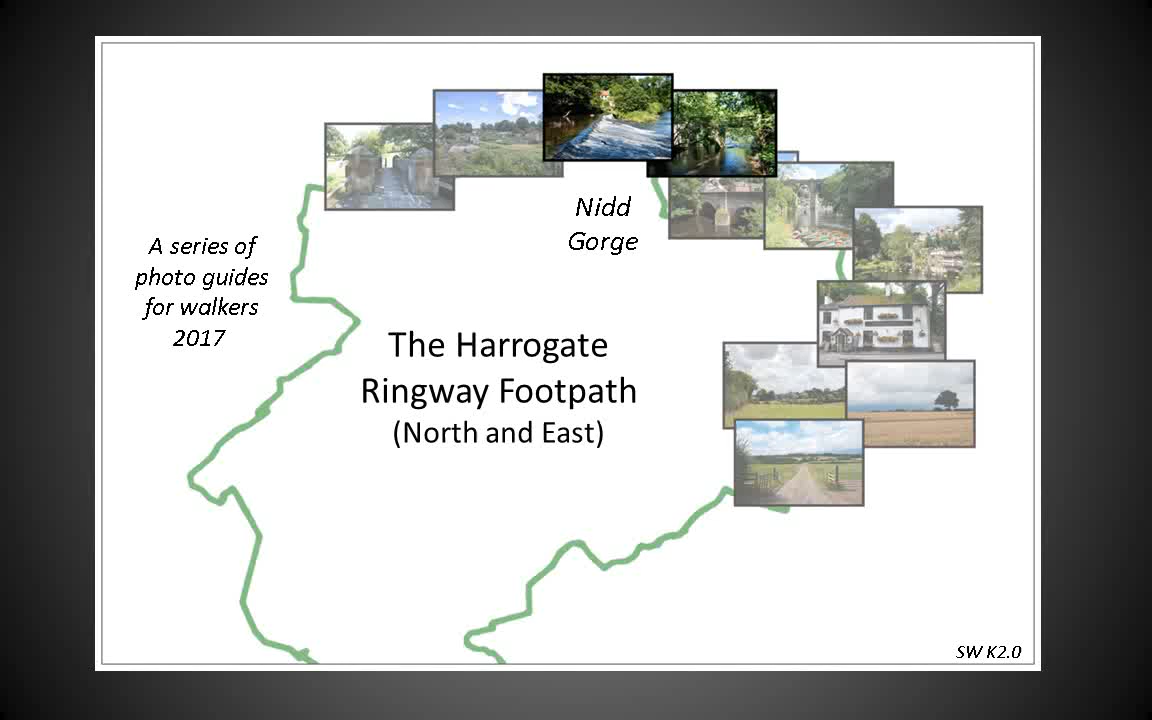 Nidd
Gorge
A series of
photo guides
for walkers
2017
The Harrogate
Ringway Footpath
(North and East)
SW K2.0